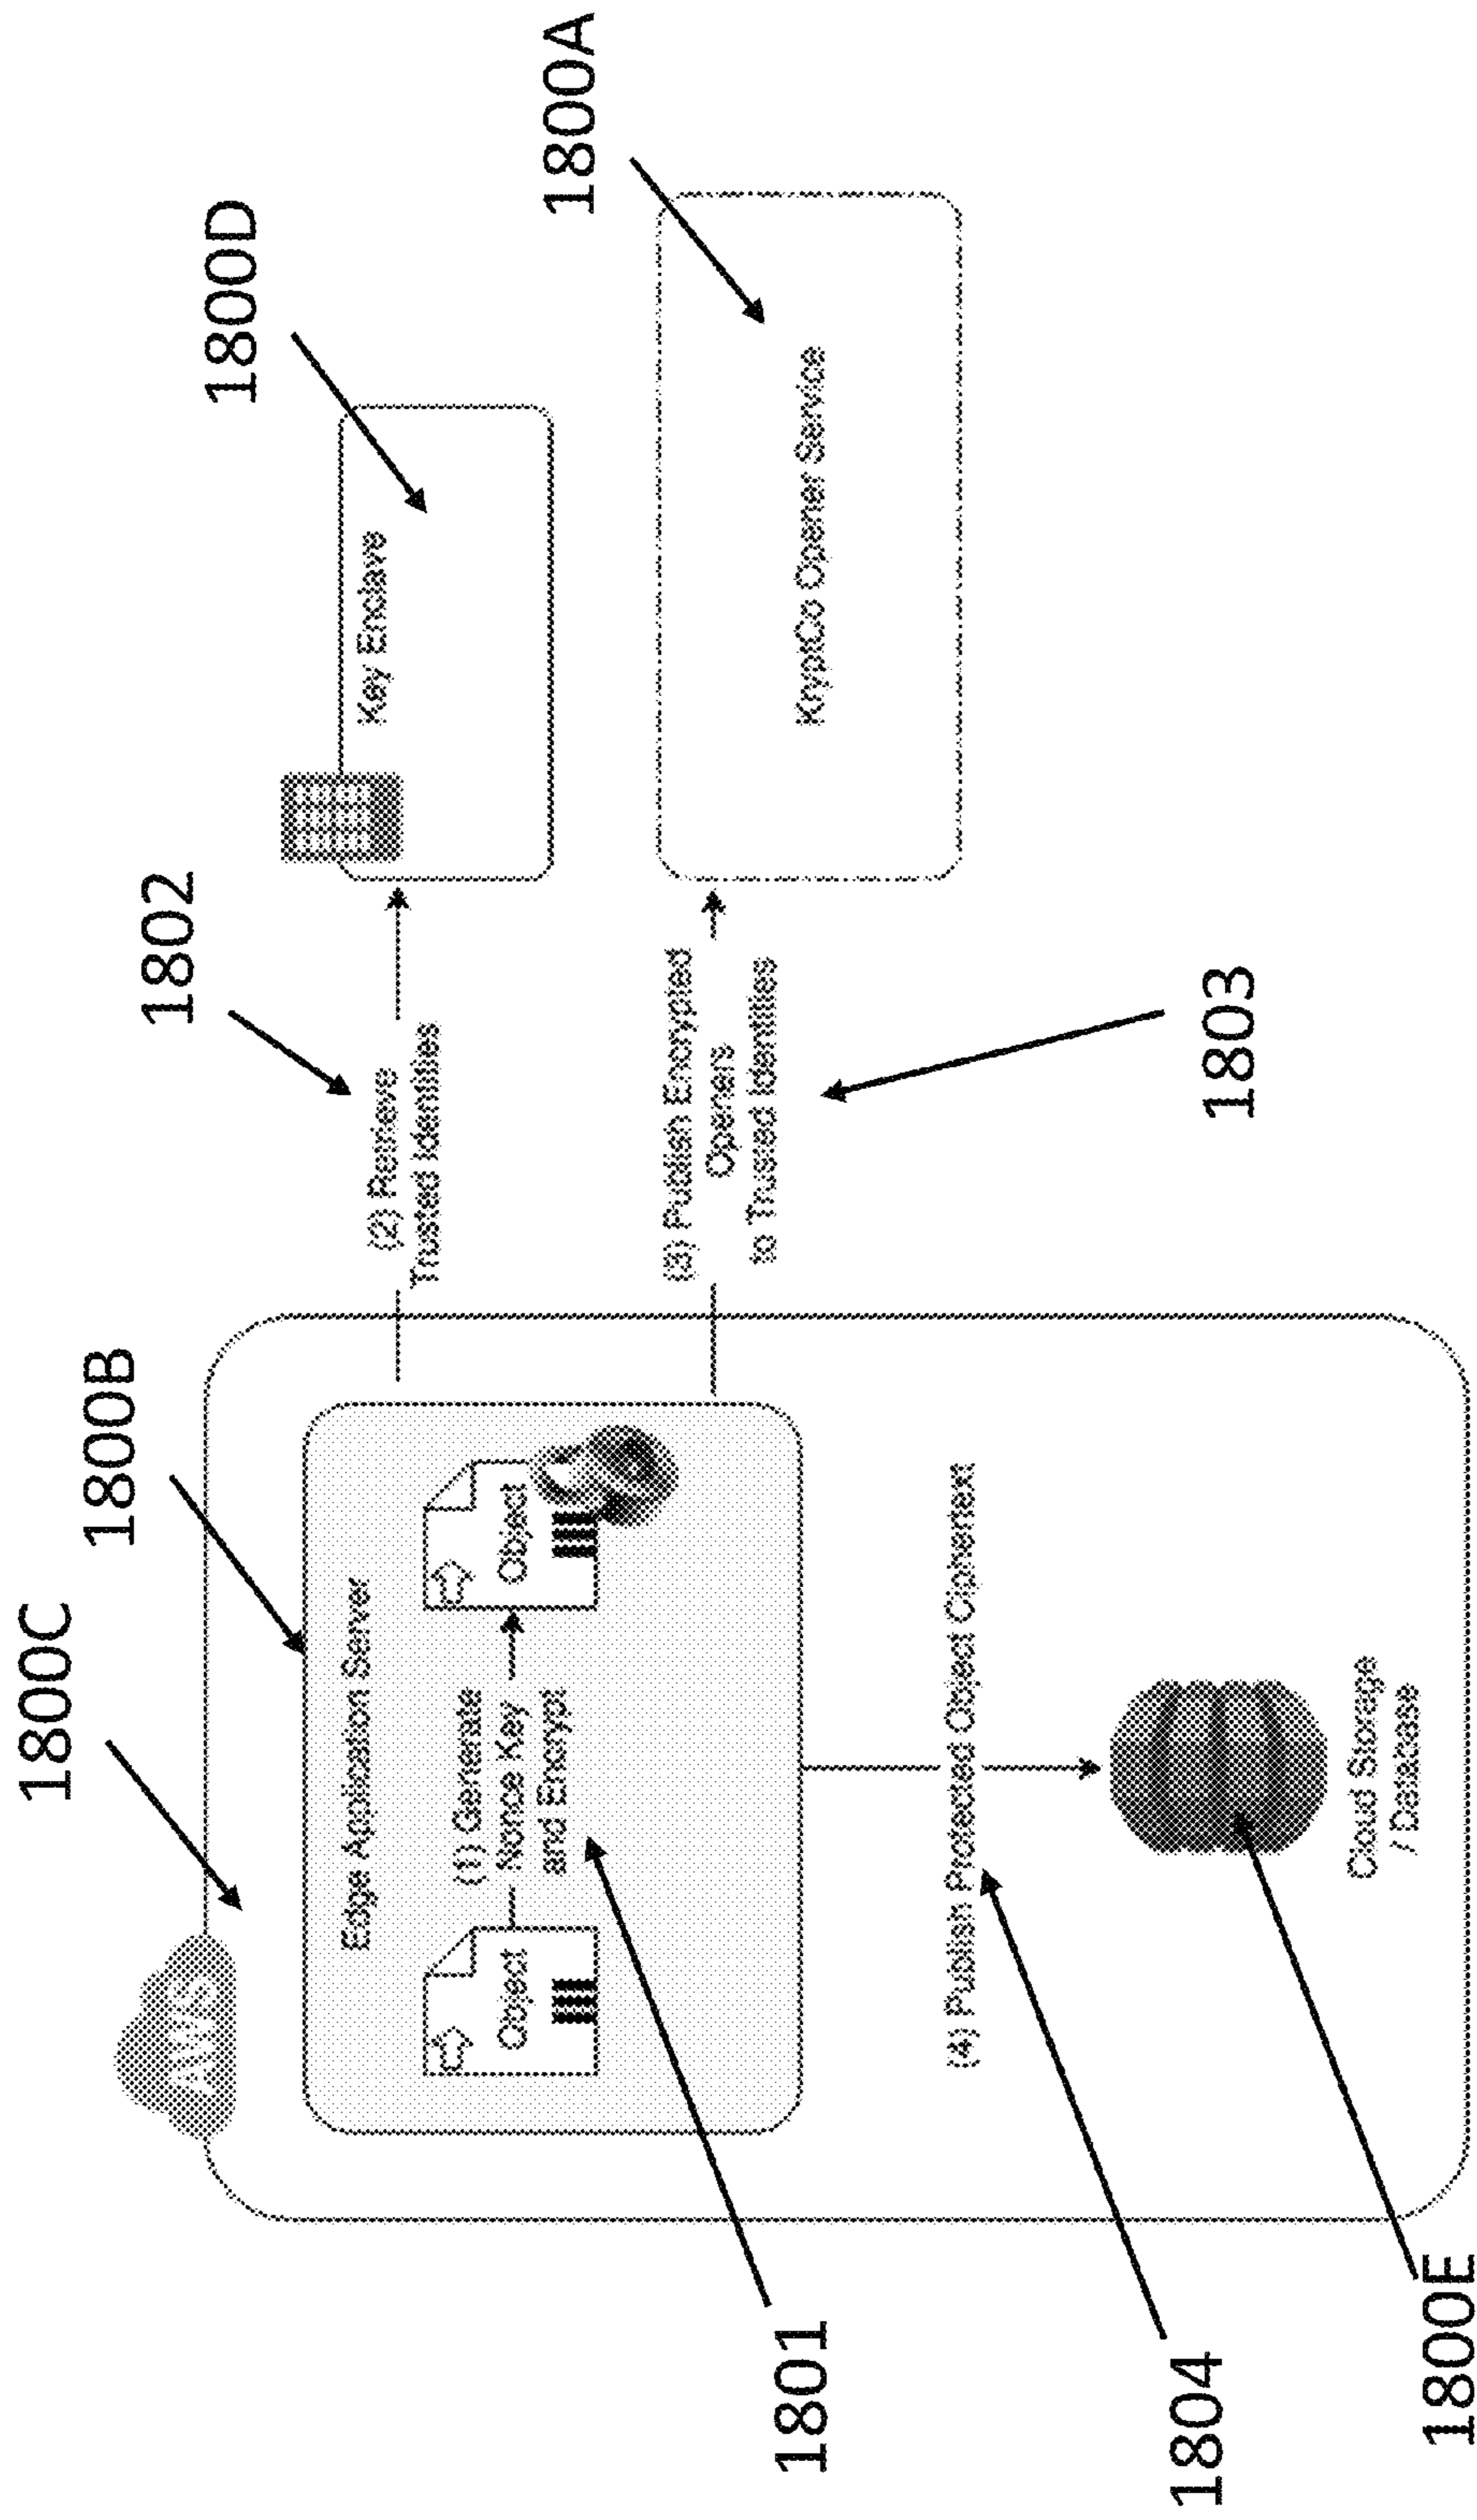 1800C
1800B
1802
1800D
1800A
AWS
Edge Application Server
Object
(1) Generate
Nonce Key
and Encrypt
Object
(2) Retrieve
Trusted Identities
Key Enclave
(3) Publish Encrypted
Openers
to Trusted Identities
KryptCo Opener Service
(4) Publish Protected Object Ciphertext
Cloud Storage
/ Database
1801
1804
1800E
1803